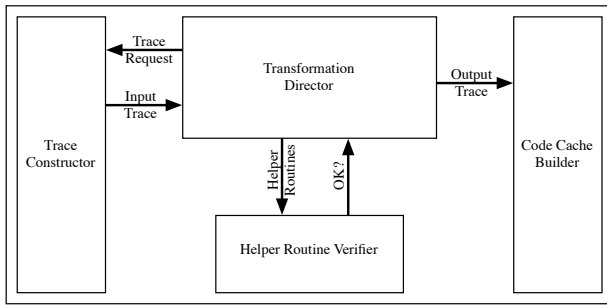 Trace
Request
Input
Trace
Trace
Constructor
Transformation
Director
Output
Trace
Code Cache
Builder
Helper
Routines
OK?
Helper Routine Verifier